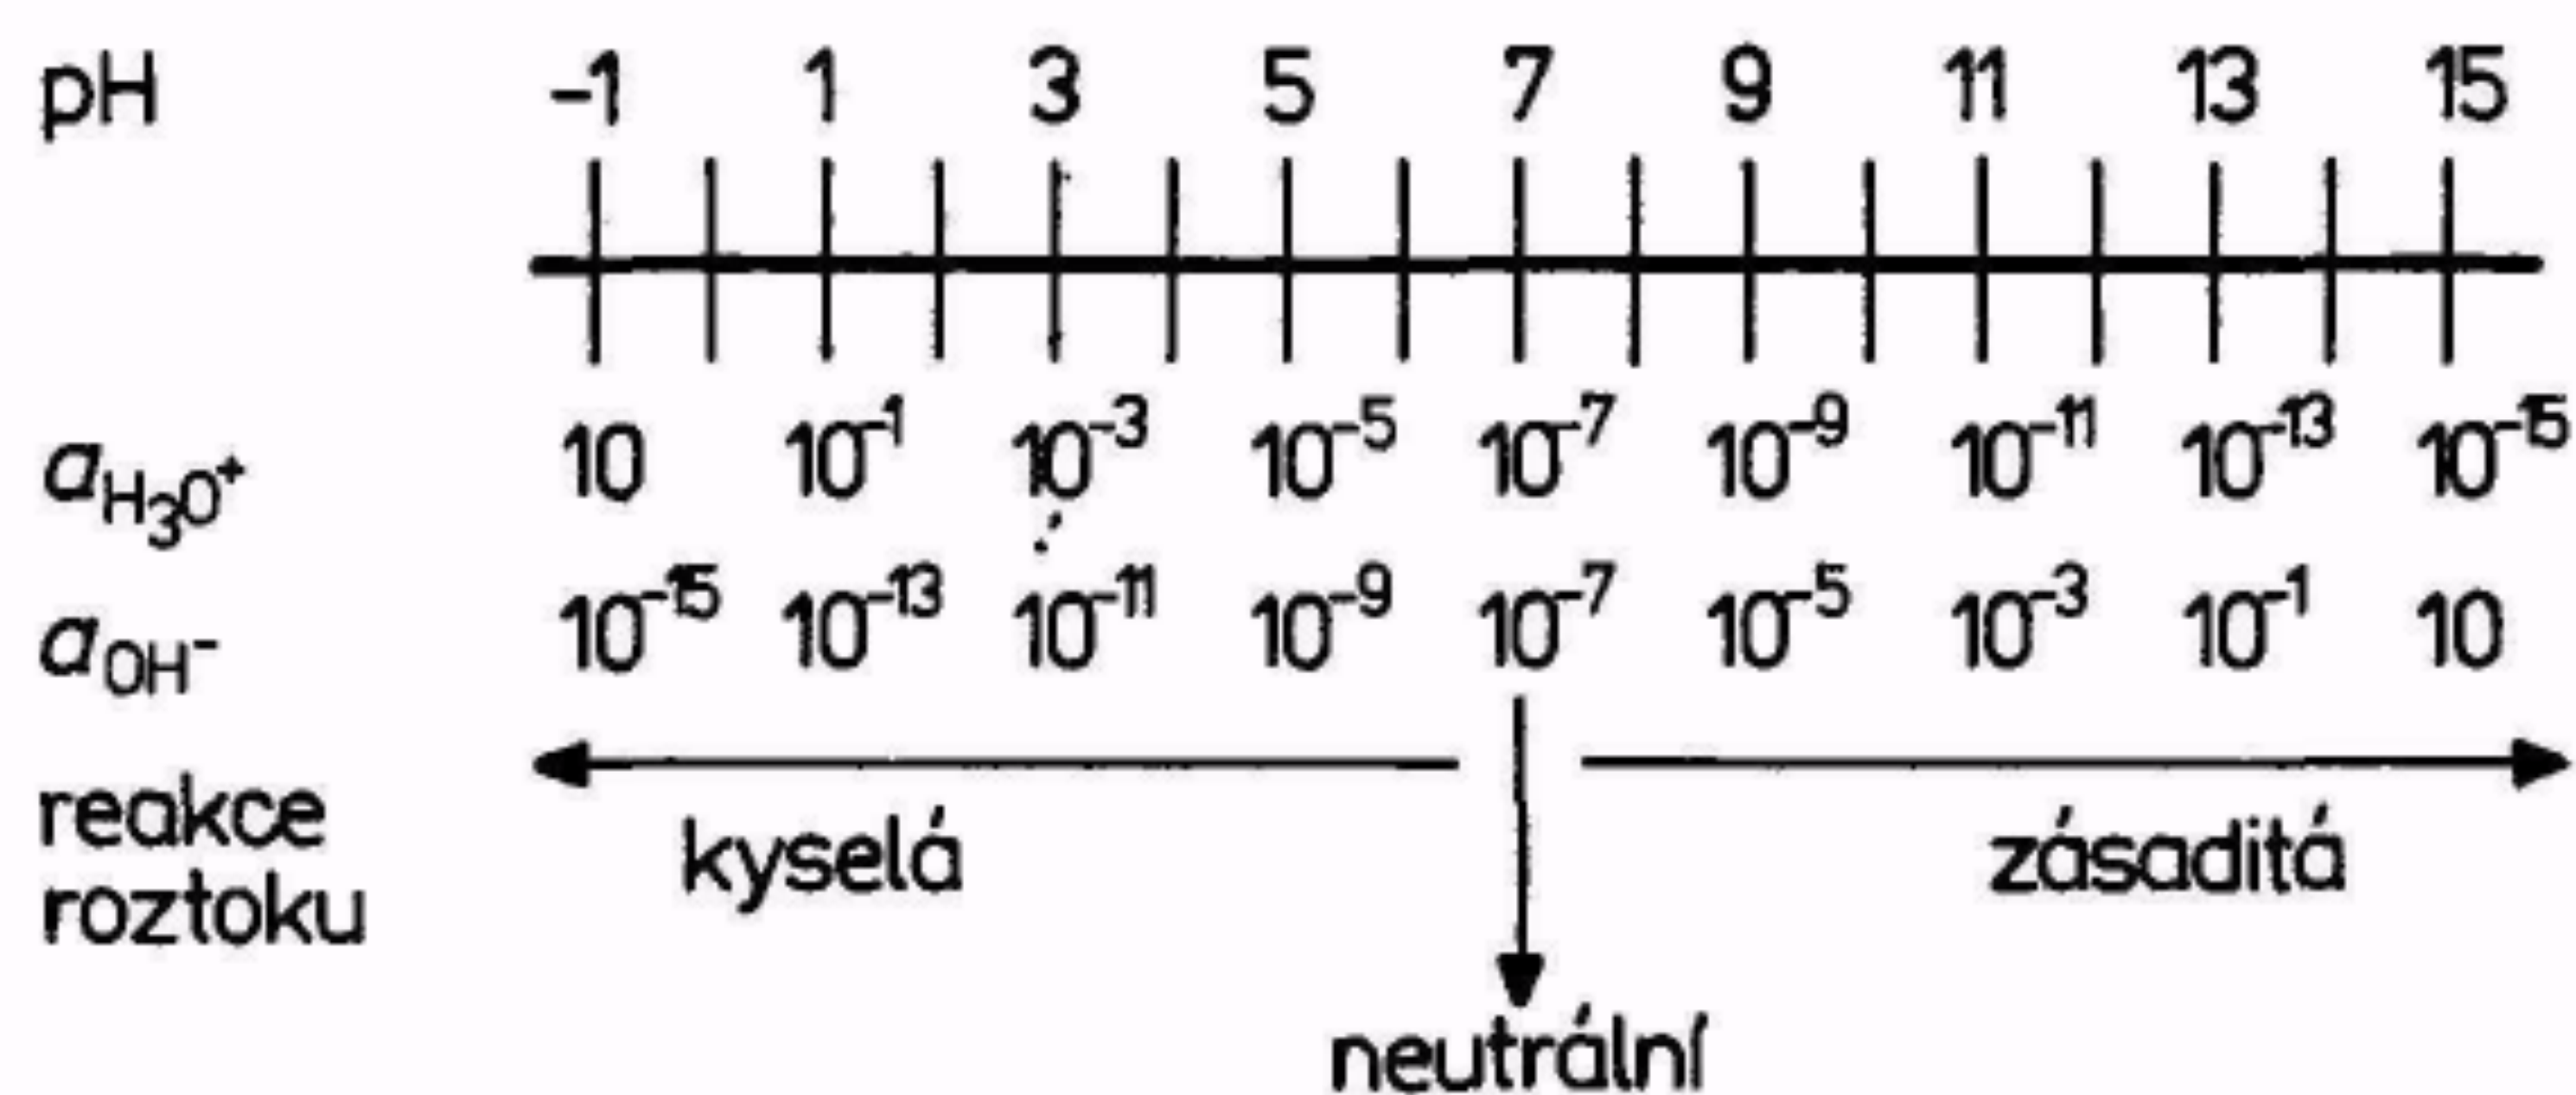 pH -1 1 3 5 7 9 11 13 15
a_H₃O⁺ 10 10⁻¹ 10⁻³ 10⁻⁵ 10⁻⁷ 10⁻⁹ 10⁻¹¹ 10⁻¹³ 10⁻¹⁵
a_OH⁻ 10⁻¹⁵ 10⁻¹³ 10⁻¹¹ 10⁻⁹ 10⁻⁷ 10⁻⁵ 10⁻³ 10⁻¹ 10
reakce
roztoku
kyselá
zásaditá
neutrální